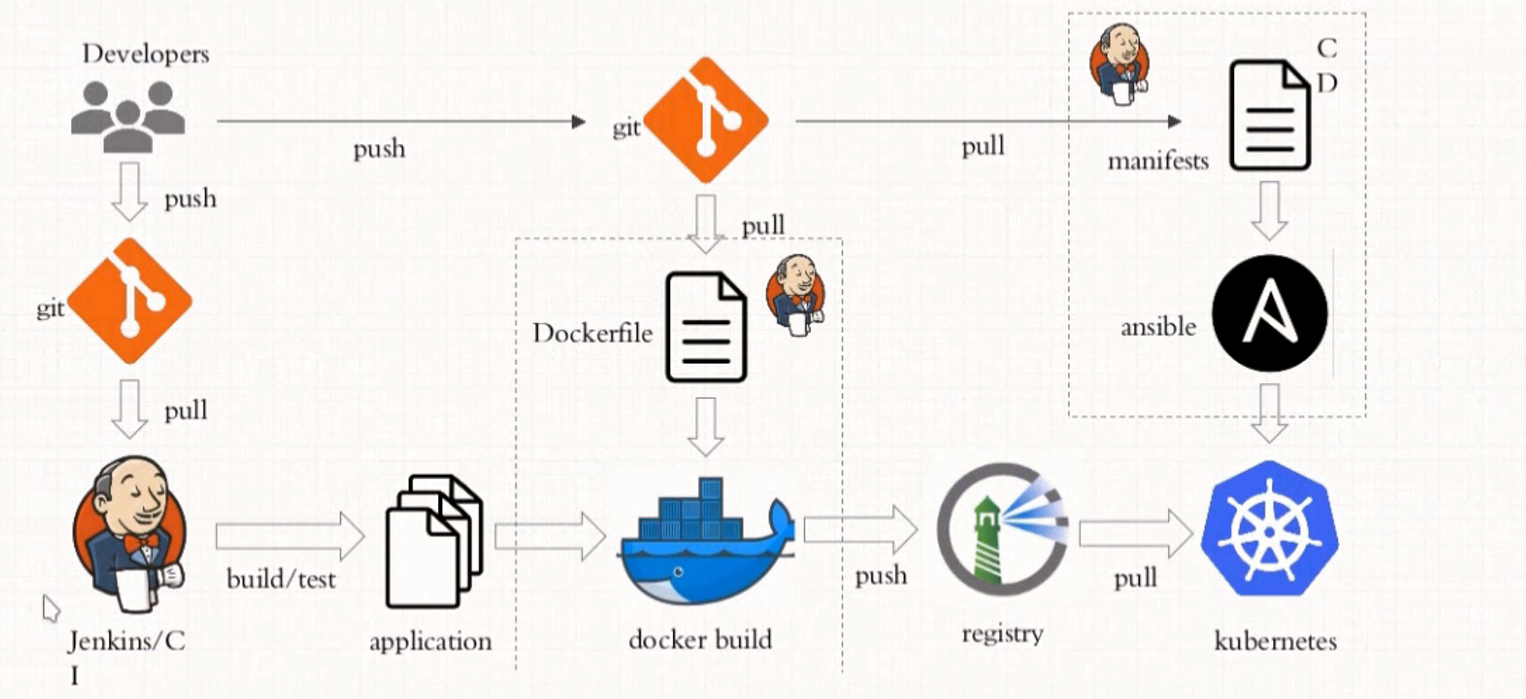 Developers
C
D
git
push
pull
manifests
push
pull
git
Dockerfile
ansible
pull
build/test
push
pull
Jenkins/C
I
application
docker build
registry
kubernetes